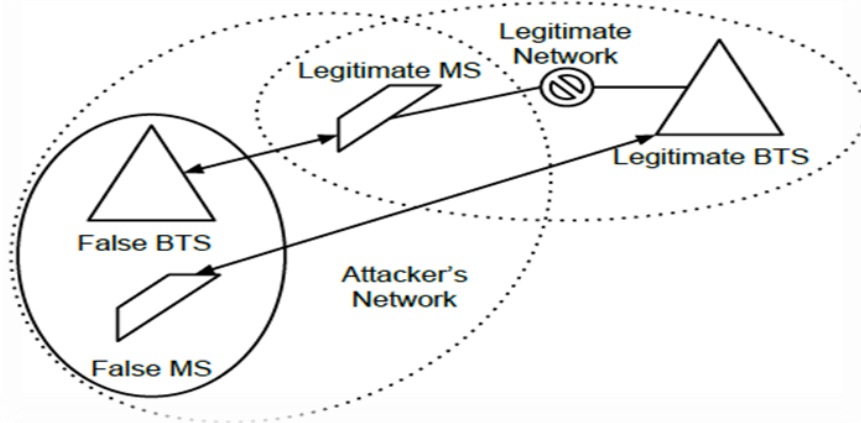 Legitimate
Network
Legitimate MS
Legitimate BTS
False BTS
Attacker's
Network
False MS